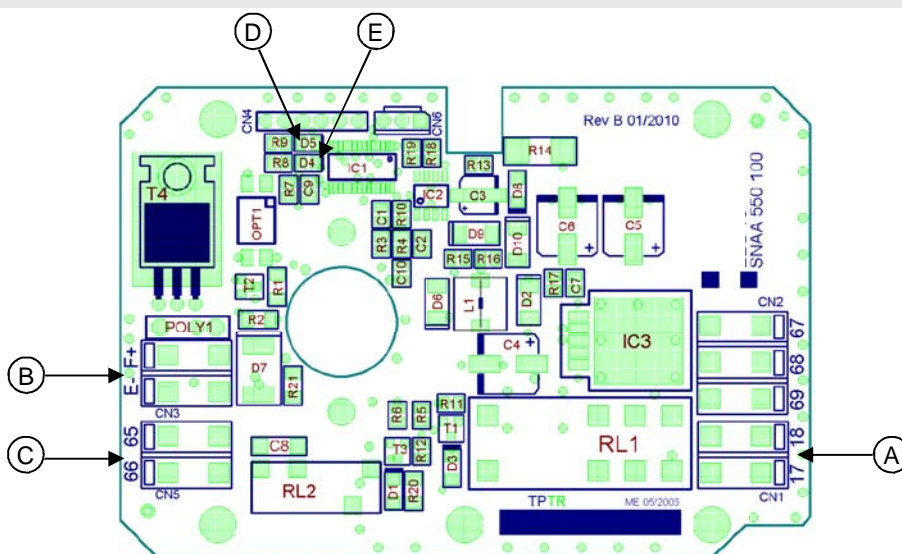 D
E
CN4
CN6
Rev B 01/2010
R9
D5
R19
R18
R14
R8
D4
IC1
R13
T4
R7
C9
IC2
C3
D8
SNAA 550 100
OPT1
C1
R10
D9
C6
C5
R3
R4
C2
D10
R15
R16
C10
T2
R1
R17
C7
D6
L1
D2
CN2
R2
POLY1
67
C4
IC3
F+
68
B
D7
E-
R21
69
CN3
R11
R6
R5
65
T1
18
C8
T3
R12
RL1
C
A
66
D3
17
CN5
RL2
D1
R20
CN1
TPTR
ME 05/2006